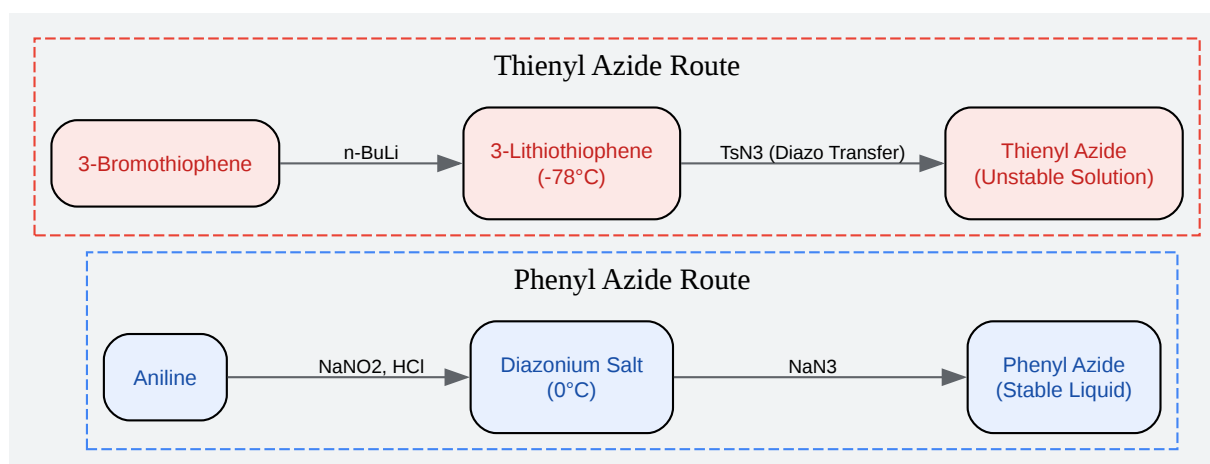 Thienyl Azide Route
3-Bromothiophene
n-BuLi
3-Lithiothiophene
(-78°C)
TsN3 (Diazo Transfer)
Thienyl Azide
(Unstable Solution)
Phenyl Azide Route
Aniline
NaNO2, HCl
Diazonium Salt
(0°C)
NaN3
Phenyl Azide
(Stable Liquid)